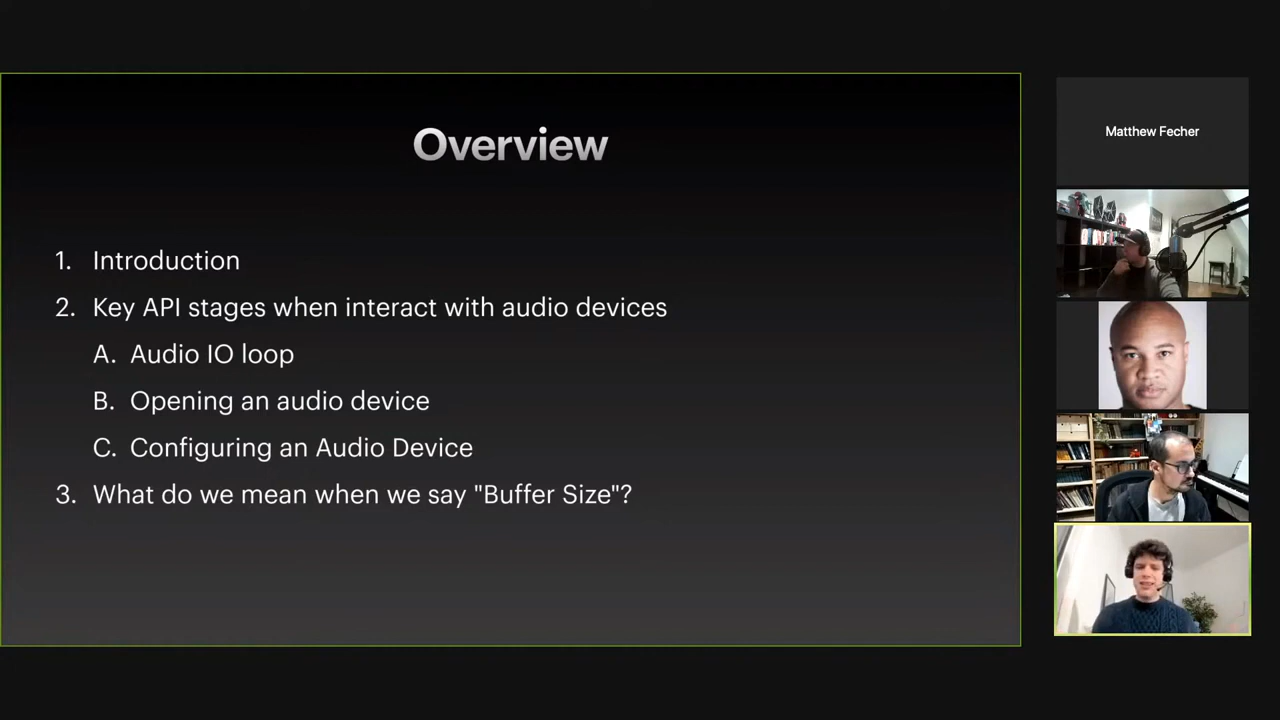 Overview
1. Introduction
2. Key API stages when interact with audio devices
A. Audio IO loop
B. Opening an audio device
C. Configuring an Audio Device
3. What do we mean when we say "Buffer Size"?
Matthew Fecher